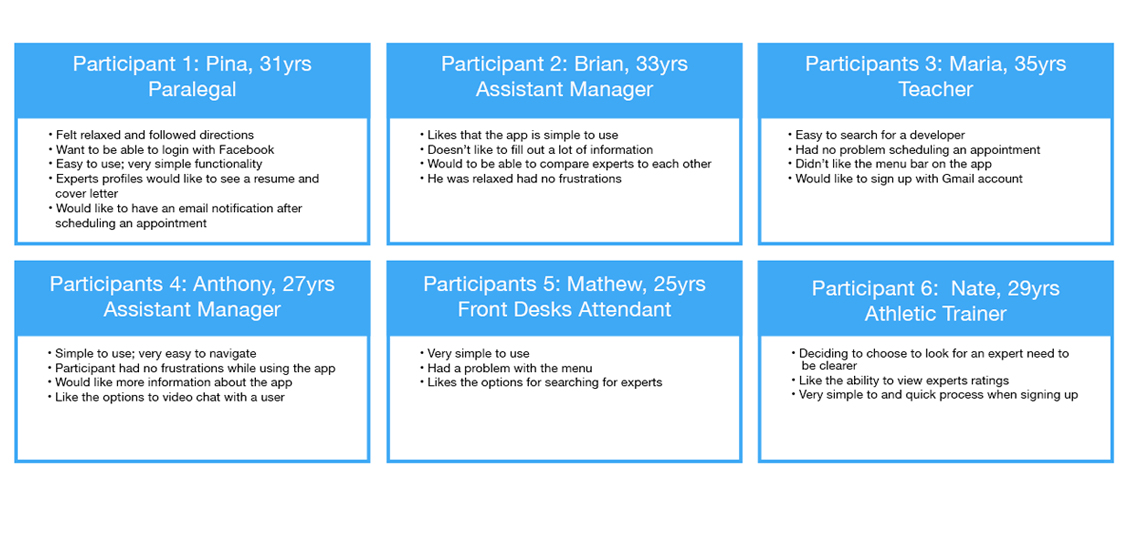 Participant 1: Pina, 31yrs
Paralegal
• Felt relaxed and followed directions
• Want to be able to login with Facebook
• Easy to use; very simple functionality
• Experts profiles would like to see a resume and
cover letter
• Would like to have an email notification after
scheduling an appointment
Participant 2: Brian, 33yrs
Assistant Manager
• Likes that the app is simple to use
• Doesn't like to fill out a lot of information
• Would to be able to compare experts to each other
• He was relaxed had no frustrations
Participants 3: Maria, 35yrs
Teacher
• Easy to search for a developer
• Had no problem scheduling an appointment
• Didn't like the menu bar on the app
• Would like to sign up with Gmail account
Participants 4: Anthony, 27yrs
Assistant Manager
• Simple to use; very easy to navigate
• Participant had no frustrations while using the app
• Would like more information about the app
• Like the options to video chat with a user
Participants 5: Mathew, 25yrs
Front Desks Attendant
• Very simple to use
• Had a problem with the menu
• Likes the options for searching for experts
Participant 6:  Nate, 29yrs
Athletic Trainer
• Deciding to choose to look for an expert need to
be clearer
• Like the ability to view experts ratings
• Very simple to and quick process when signing up